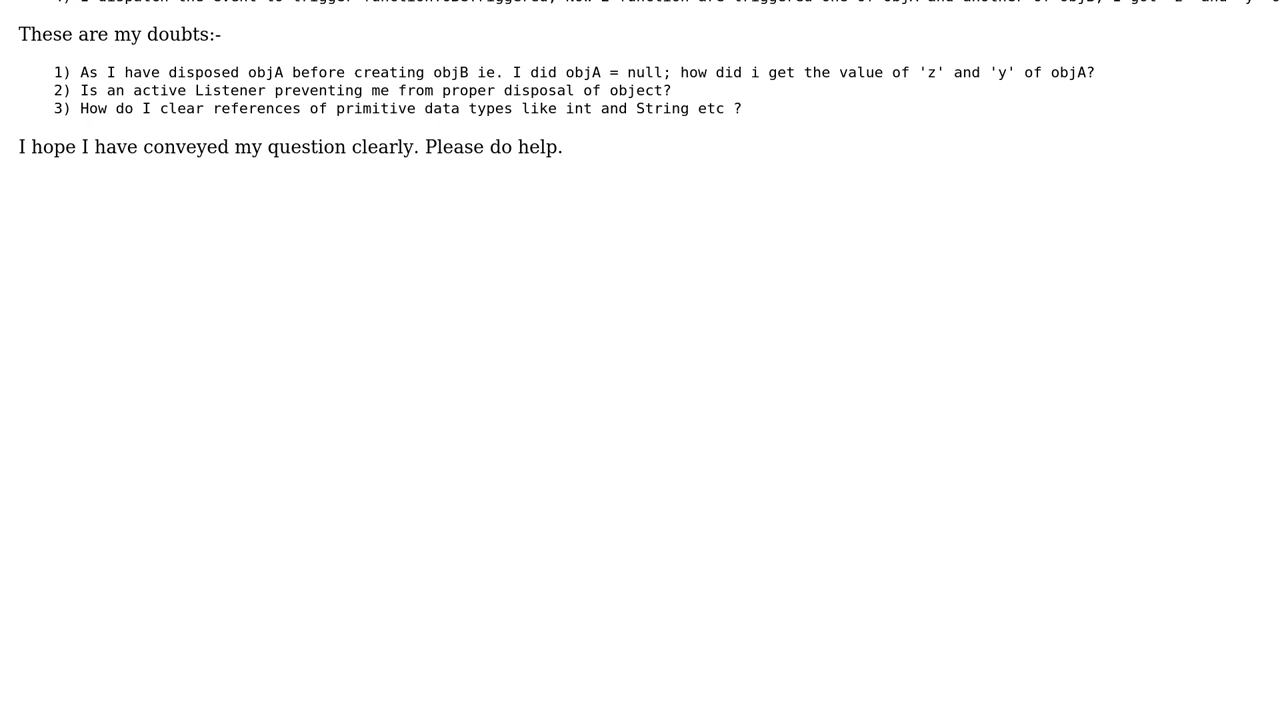 These are my doubts:-
1) As I have disposed objA before creating objB ie. I did objA = null; how did i get the value of 'z' and 'y' of objA?
2) Is an active Listener preventing me from proper disposal of object?
3) How do I clear references of primitive data types like int and String etc ?
I hope I have conveyed my question clearly. Please do help.